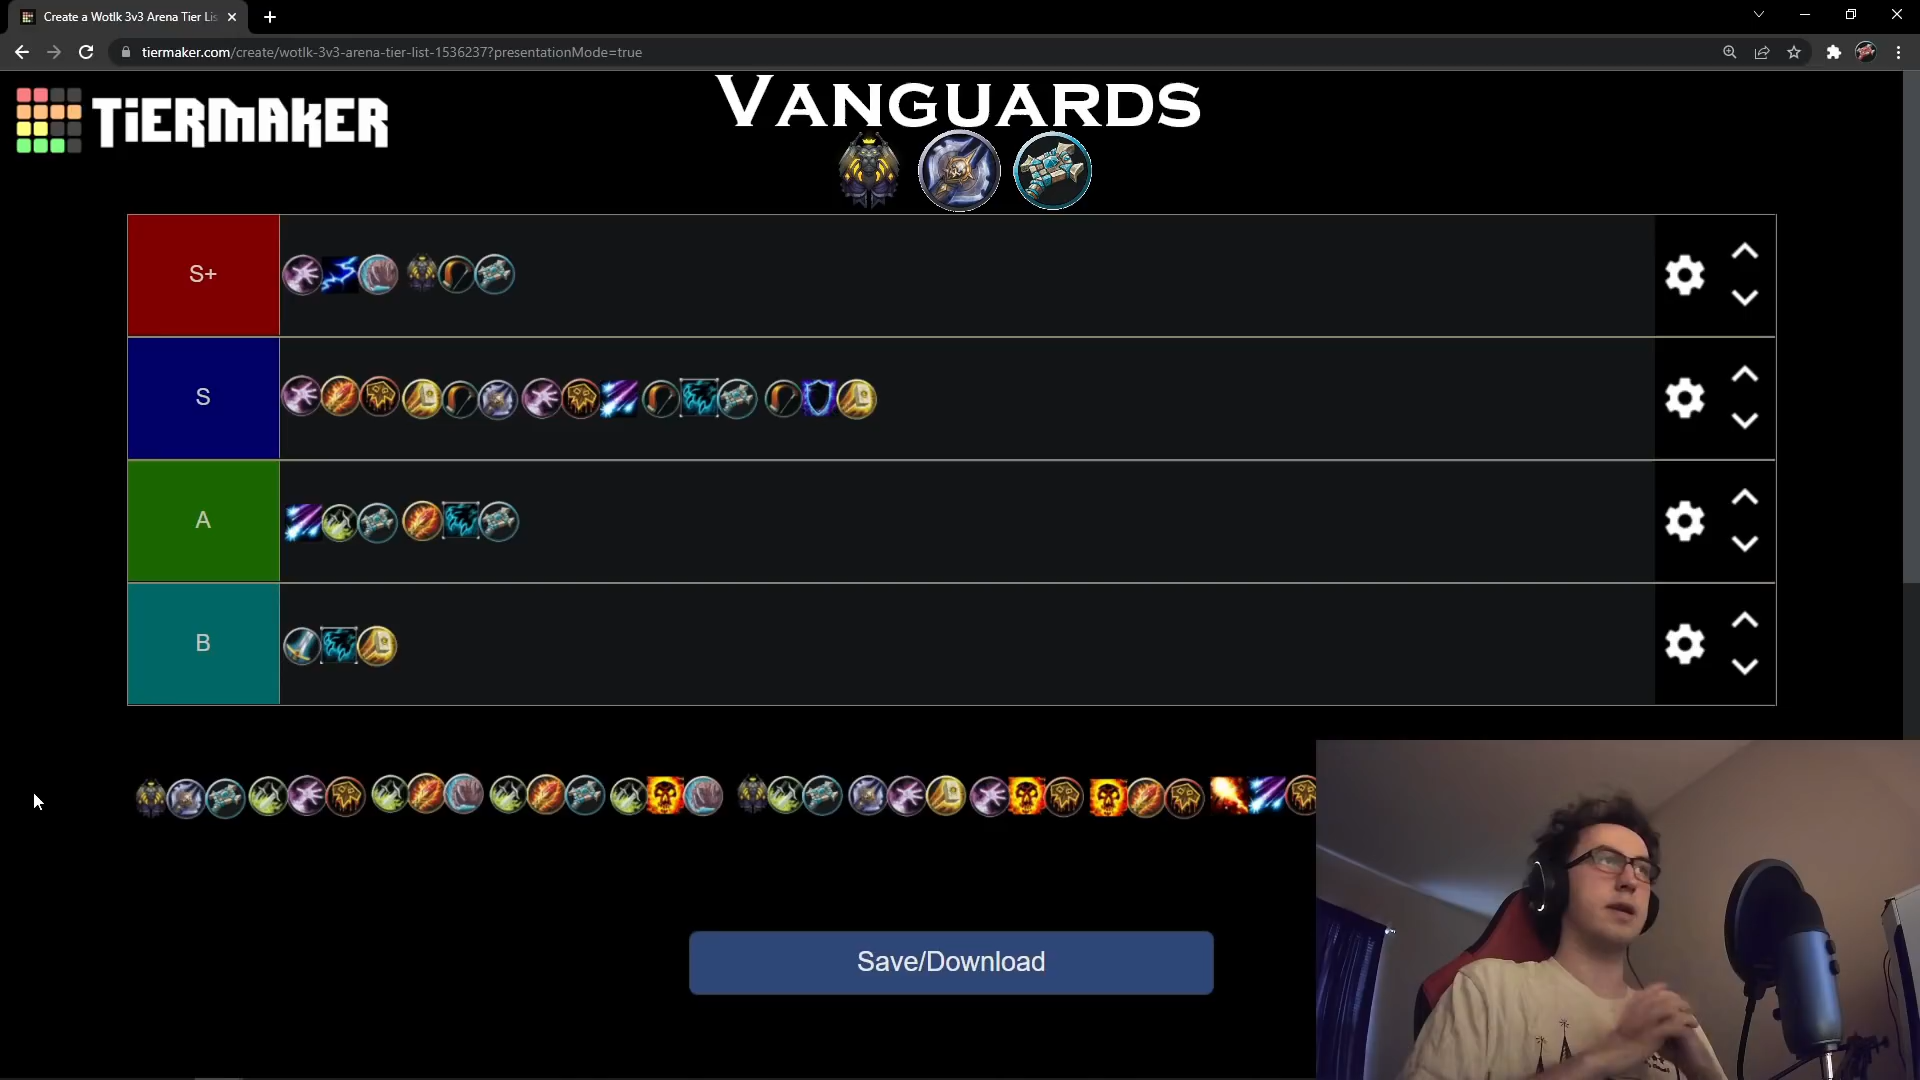 Create a Wotlk 3v3 Arena Tier Lis
tiermaker.com/create/wotlk-3v3-arena-tier-list-1536237?presentationMode=true
TiERMAKER
VANGUARDS
S+
S
A
B
Save/Download